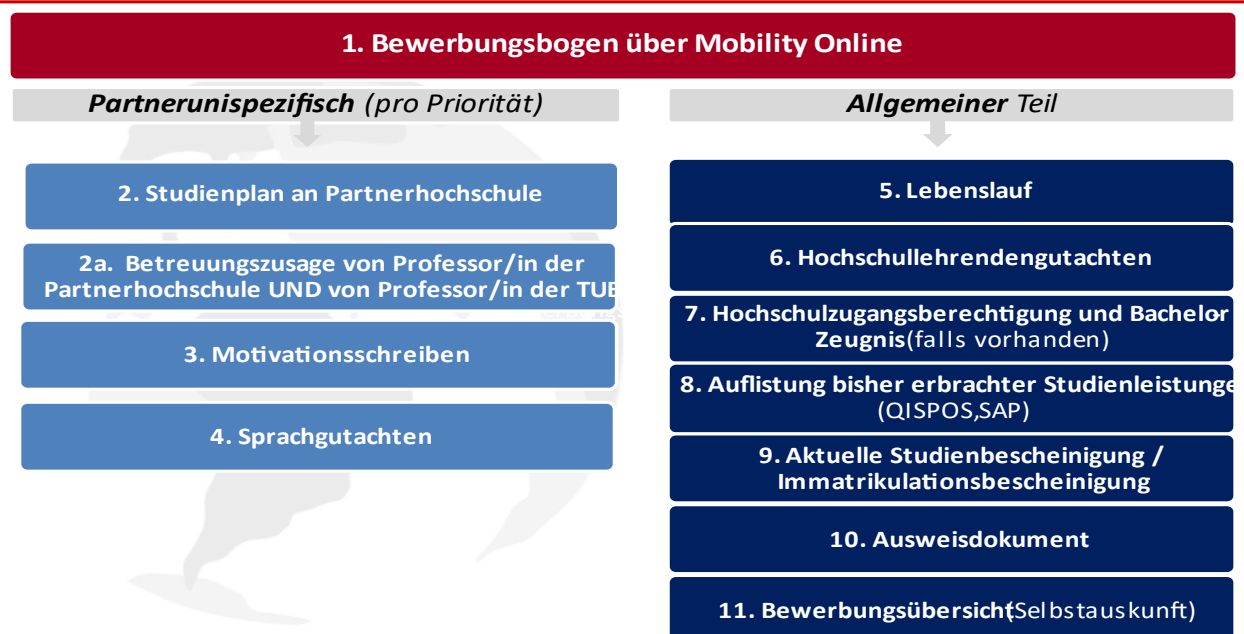 1. Bewerbungsbogen über Mobility Online
Partnerunispezifisch (pro Priorität)
2. Studienplan an Partnerhochschule
2a. Betreuungszusage von Professor/in der
Partnerhochschule UND von Professor/in der TUB
3. Motivationsschreiben
4. Sprachgutachten
Allgemeiner Teil
5. Lebenslauf
6. Hochschullehrendengutachten
7. Hochschulzugangsberechtigung und Bachelor-
Zeugnis(falls vorhanden)
8. Auflistung bisher erbrachter Studienleistunge
(QISPOS,SAP)
9. Aktuelle Studienbescheinigung /
Immatrikulationsbescheinigung
10. Ausweisdokument
11. Bewerbungsübersicht(Selbstauskunft)